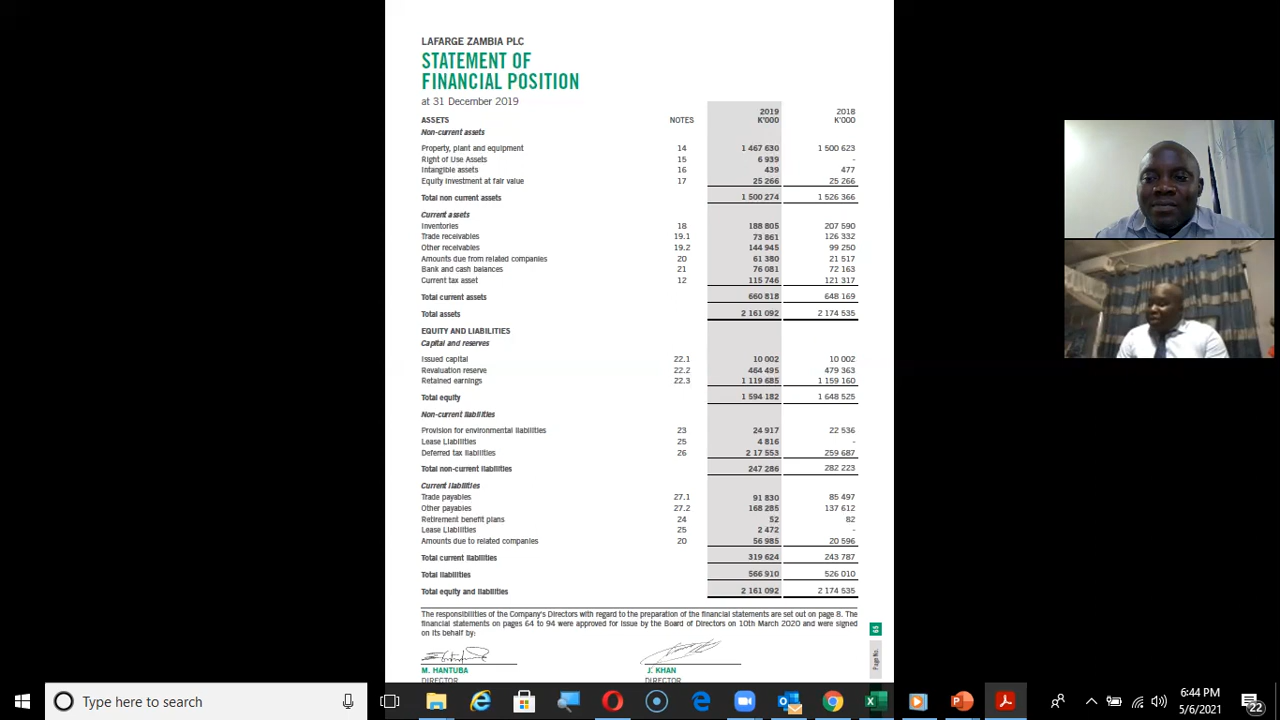 LAFARGE ZAMBIA PLC
STATEMENT OF
FINANCIAL POSITION
at 31 December 2019
2019 2018
ASSETS NOTES K'000 K'000
Non-current assets
Property, plant and equipment 14 1 467 630 1 500 623
Right of Use Assets 15 6 939 -
Intangible assets 16 439 477
Equity investment at fair value 17 25 266 25 266
Total non current assets 1 500 274 1 526 366
Current assets
Inventories 18 188 805 207 590
Trade receivables 19.1 73 861 126 332
Other receivables 19.2 144 945 99 250
Amounts due from related companies 20 61 380 21 517
Bank and cash balances 21 76 081 72 163
Current tax asset 12 115 746 121 317
Total current assets 660 818 648 169
Total assets 2 161 092 2 174 535
EQUITY AND LIABILITIES
Capital and reserves
Issued capital 22.1 10 002 10 002
Revaluation reserve 22.2 464 495 479 363
Retained earnings 22.3 1 119 685 1 159 160
Total equity 1 594 182 1 648 525
Non-current liabilities
Provision for environmental liabilities 23 24 917 22 536
Lease Liabilities 25 4 816 -
Deferred tax liabilities 26 2 17 553 259 687
Total non-current liabilities 247 286 282 223
Current liabilities
Trade payables 27.1 91 830 85 497
Other payables 27.2 168 285 137 612
Retirement benefit plans 24 52 82
Lease Liabilities 25 2 472 -
Amounts due to related companies 20 56 985 20 596
Total current liabilities 319 624 243 787
Total liabilities 566 910 526 010
Total equity and liabilities 2 161 092 2 174 535
The responsibilities of the Company's Directors with regard to the preparation of the financial statements are set out on page 8. The
financial statements on pages 64 to 94 were approved for issue by the Board of Directors on 10th March 2020 and were signed
on its behalf by:
M. HANTUBA J. KHAN
DIRECTOR DIRECTOR
Page No. 65
Type here to search
6:44 PM
5/6/2021
22